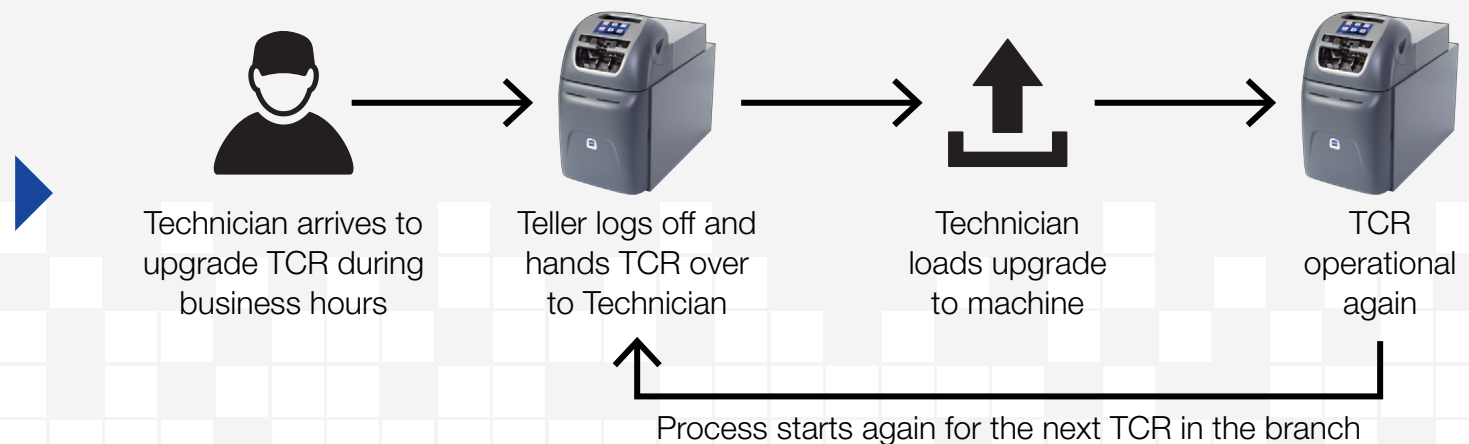 Technician arrives to
upgrade TCR during
business hours
Teller logs off and
hands TCR over
to Technician
Technician
loads upgrade
to machine
TCR
operational
again
Process starts again for the next TCR in the branch